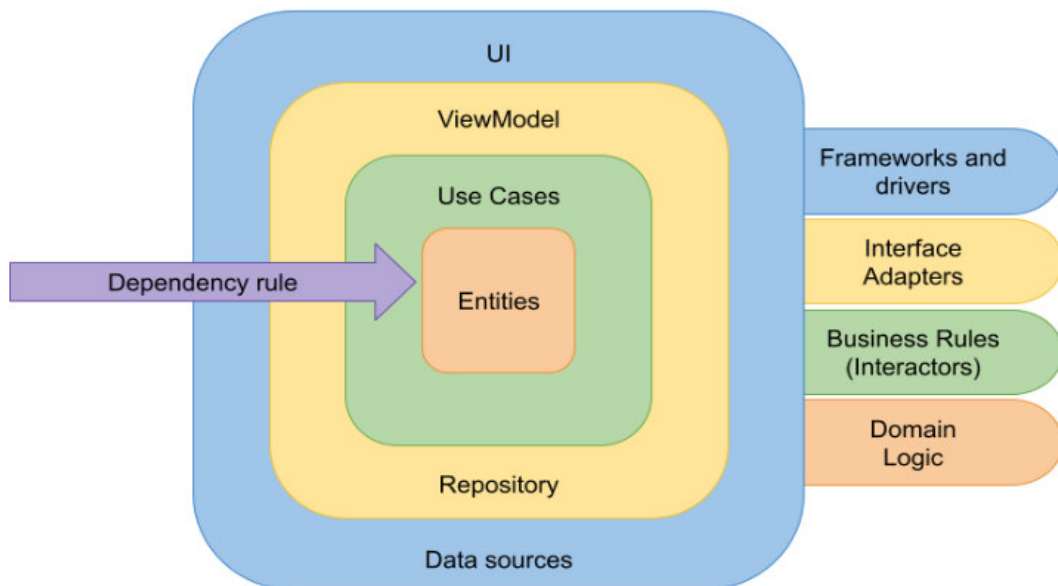 UI
ViewModel
Use Cases
Entities
Dependency rule
Repository
Data sources
Frameworks and
drivers
Interface
Adapters
Business Rules
(Interactors)
Domain
Logic